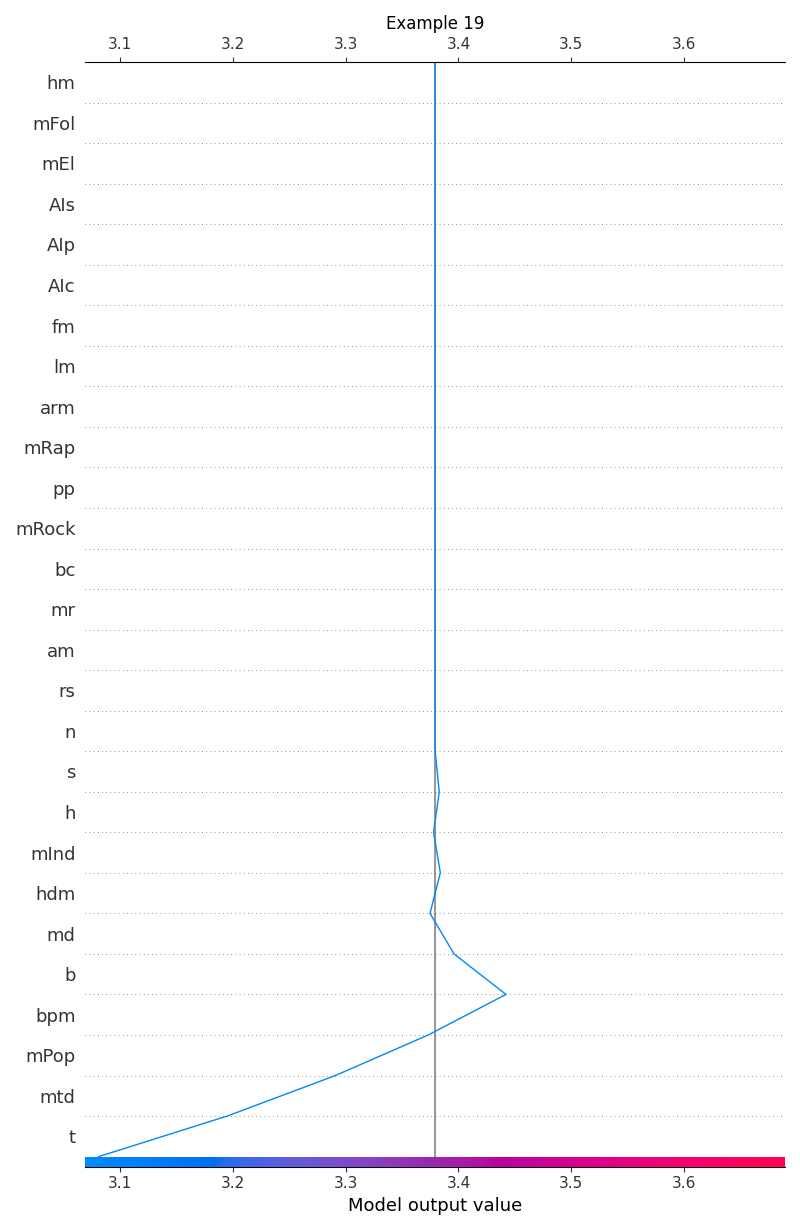 Example 19
3.1 3.2 3.3 3.4 3.5 3.6
hm
mFol
mEl
AIs
AIp
AIc
fm
lm
arm
mRap
pp
mRock
bc
mr
am
rs
n
s
h
mInd
hdm
md
b
bpm
mPop
mtd
t
3.1 3.2 3.3 3.4 3.5 3.6
Model output value